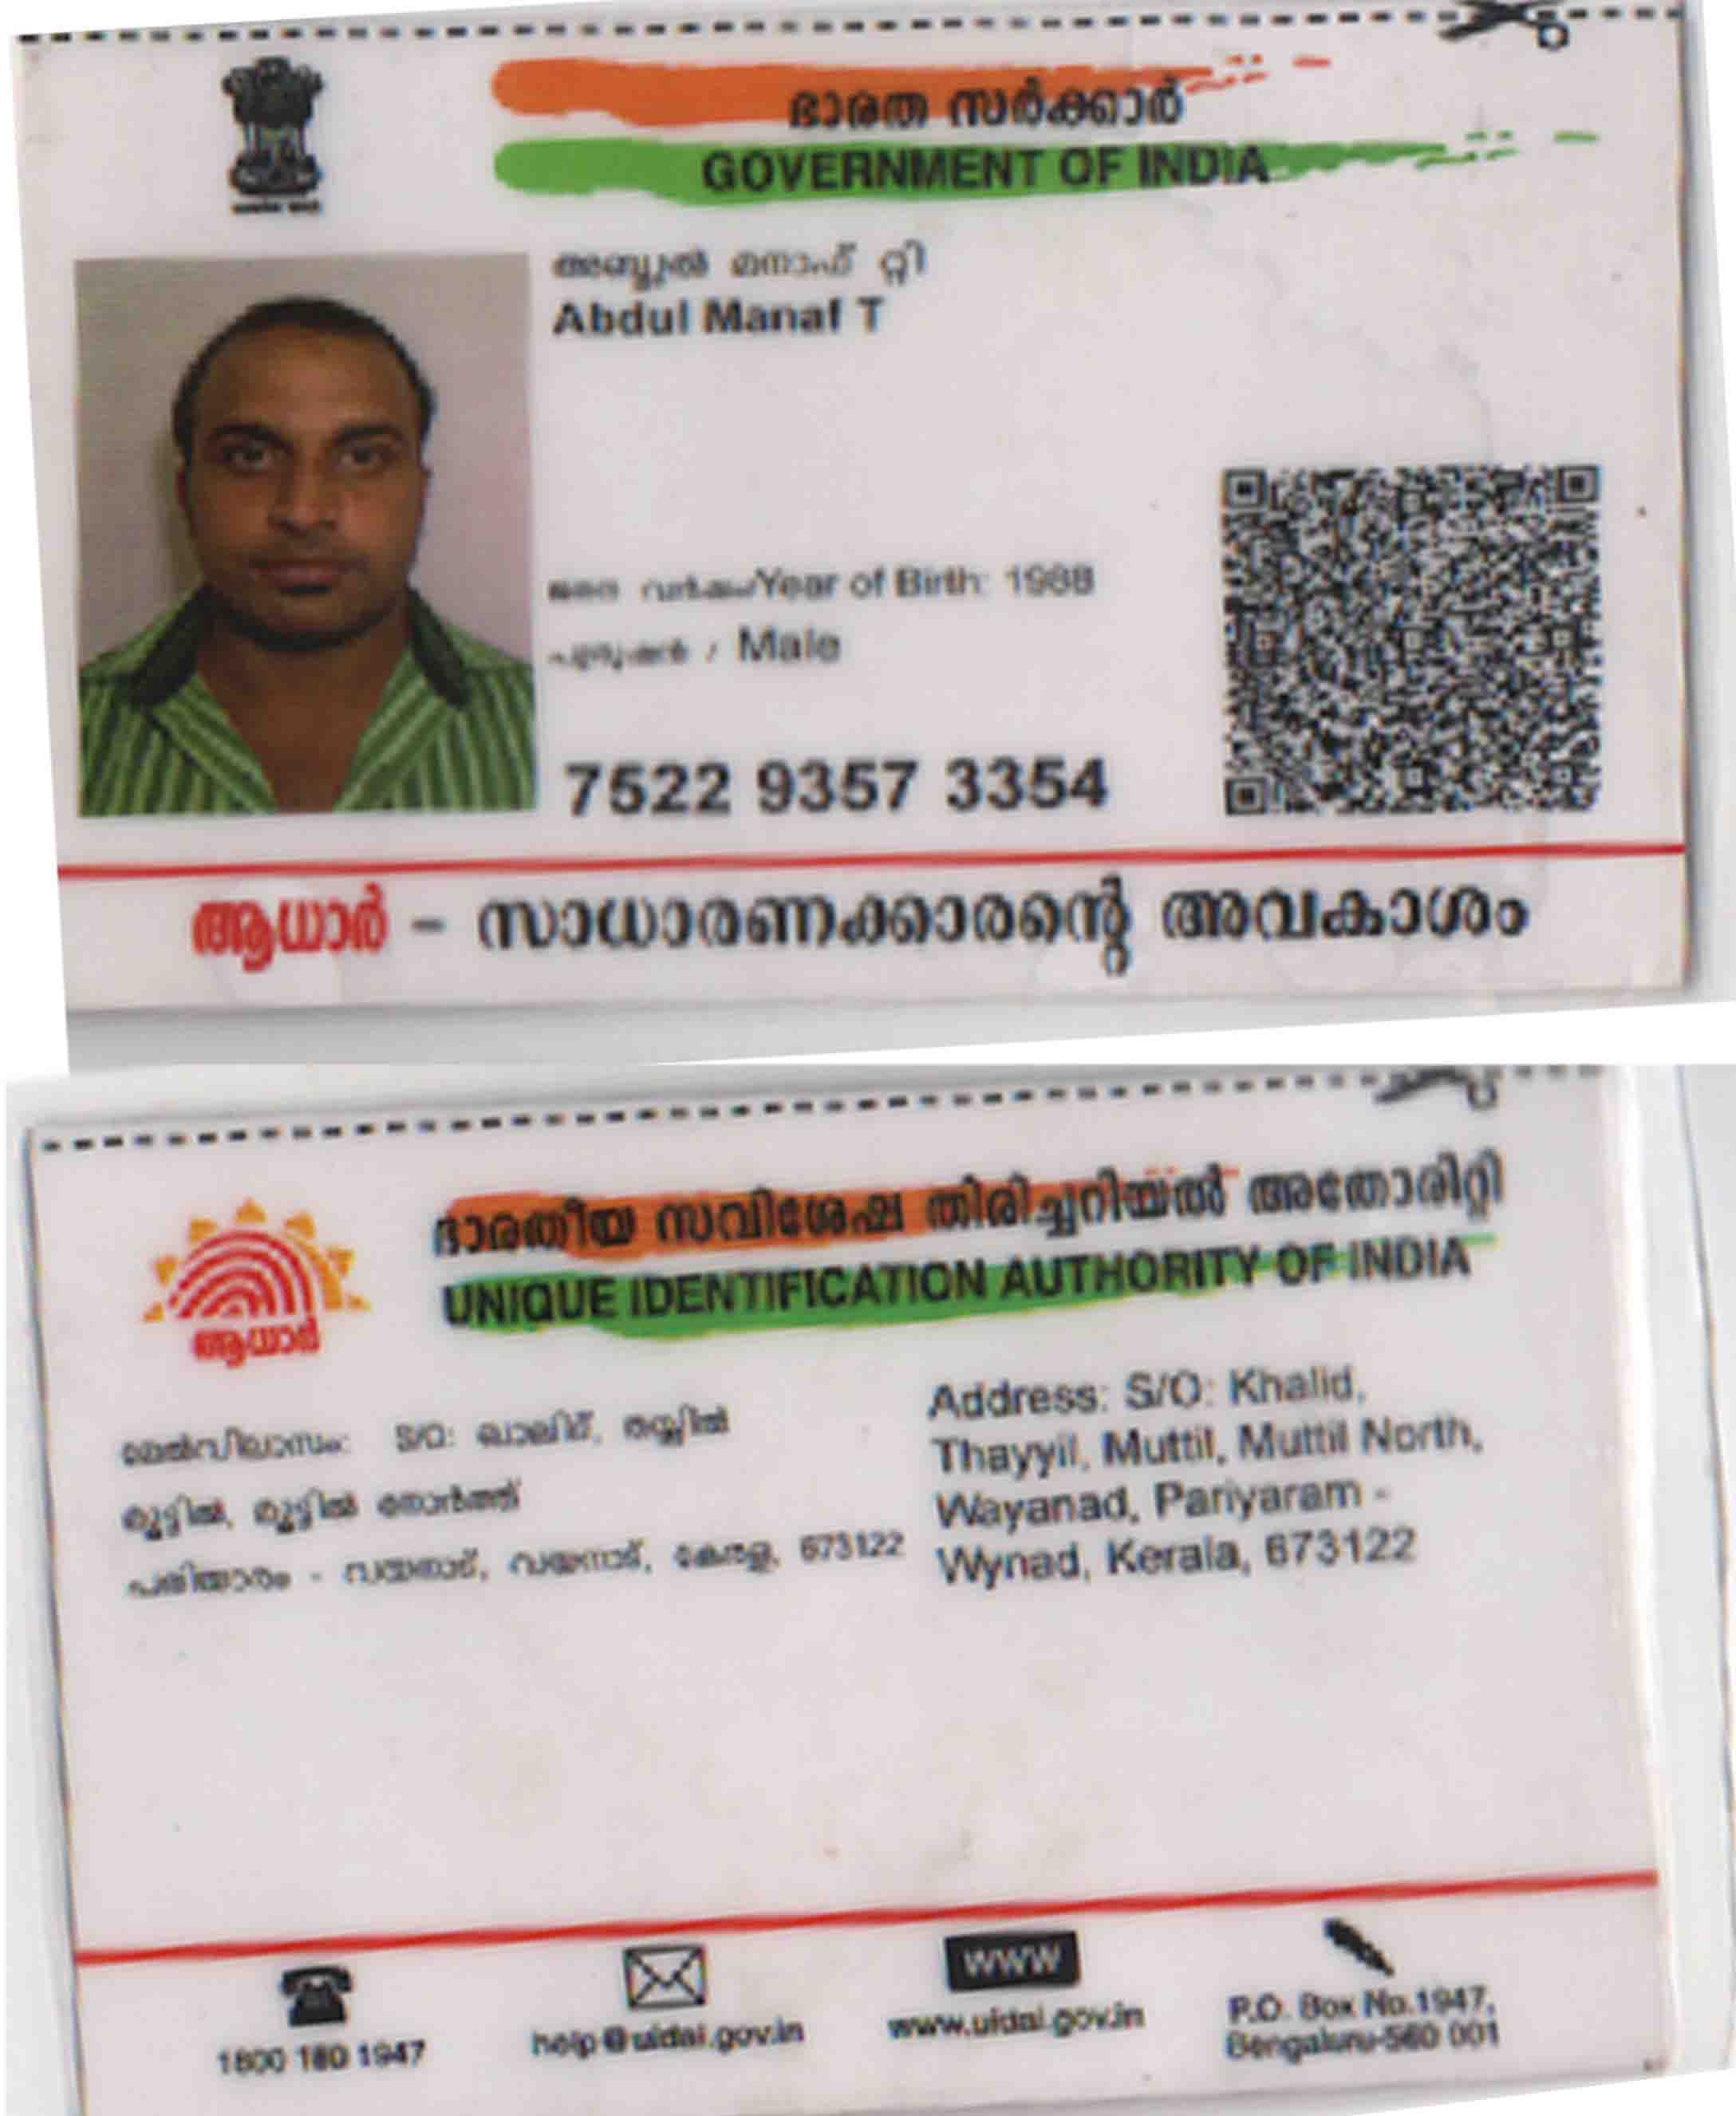 ഭാരത സർക്കാർ
GOVERNMENT OF INDIA
അബ്ദുൽ മനാഫ് റ്റി
Abdul Manaf T
ജനന വർഷം/Year of Birth: 1988
പുരുഷൻ / Male
7522 9357 3354
ആധാർ - സാധാരണക്കാരന്റെ അവകാശം
ഭാരതീയ സവിശേഷ തിരിച്ചറിയൽ അതോരിറ്റി
UNIQUE IDENTIFICATION AUTHORITY OF INDIA
ആധാർ
മേൽവിലാസം: S/O: ഖാലിദ്, തയ്യിൽ
മുട്ടിൽ, മുട്ടിൽ നോർത്ത്
പരിയാരം - വയനാട്, വയനാട്, കേരള, 673122
Address: S/O: Khalid,
Thayyil, Muttil, Muttil North,
Wayanad, Pariyaram -
Wynad, Kerala, 673122
1800 180 1947
help@uidai.gov.in
www
www.uidai.gov.in
P.O. Box No.1947,
Bengaluru-560 001